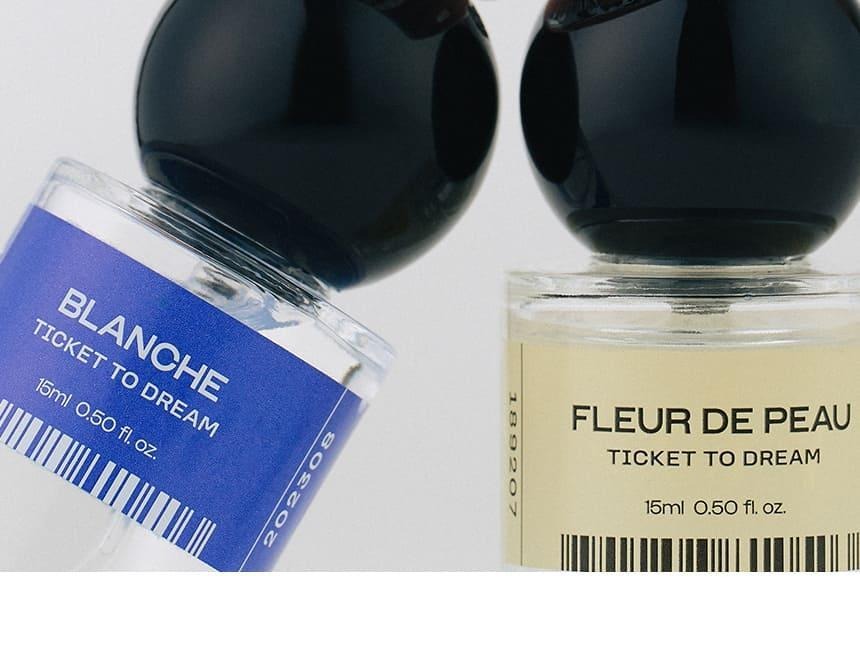 BLANCHE
TICKET TO DREAM
15ml 0.50 fl. oz.
202308
189207
FLEUR DE PEAU
TICKET TO DREAM
15ml 0.50 fl. oz.